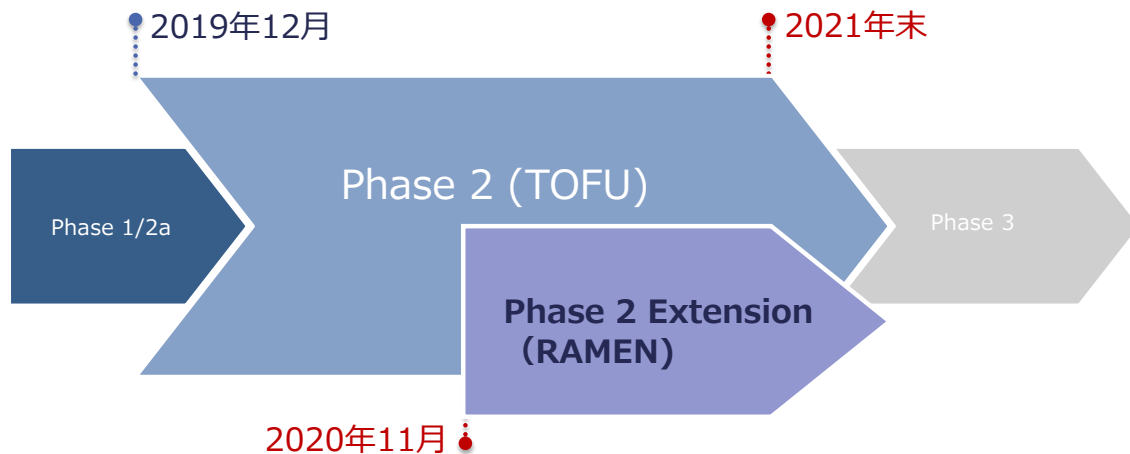 2019年12月
2021年末
Phase 2 (TOFU)
Phase 1/2a
Phase 3
Phase 2 Extension
（RAMEN)
2020年11月